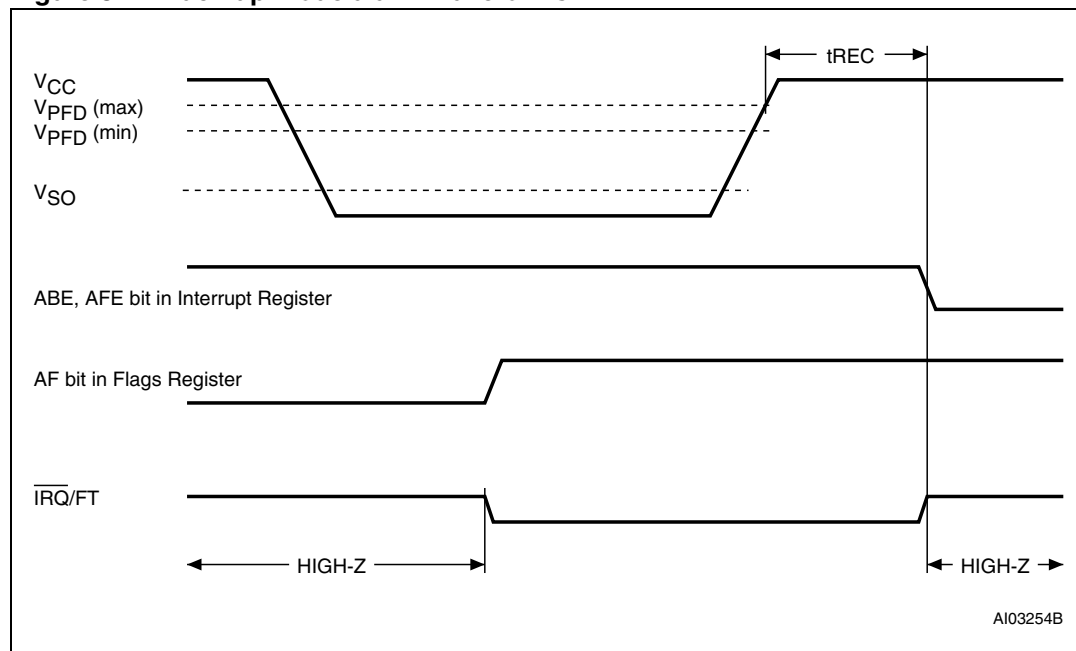 tREC
VCC
VPFD (max)
VPFD (min)
VSO
ABE, AFE bit in Interrupt Register
AF bit in Flags Register
IRQ/FT
HIGH-Z
HIGH-Z
AI03254B